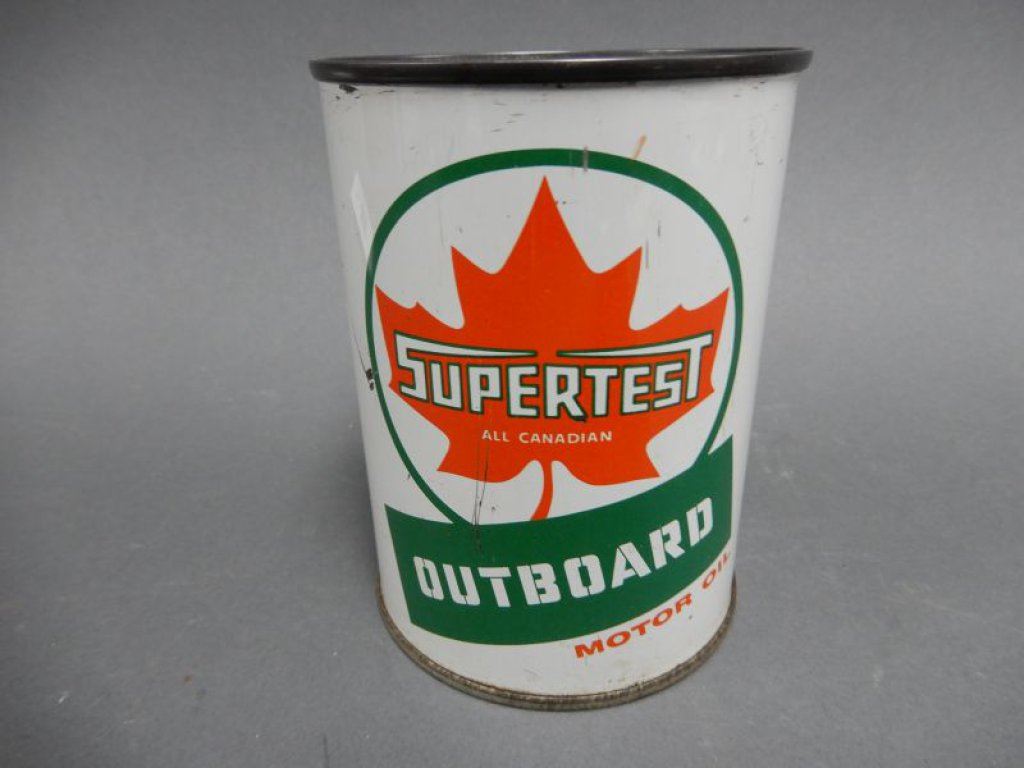 SUPERTEST
ALL CANADIAN
OUTBOARD
MOTOR OIL